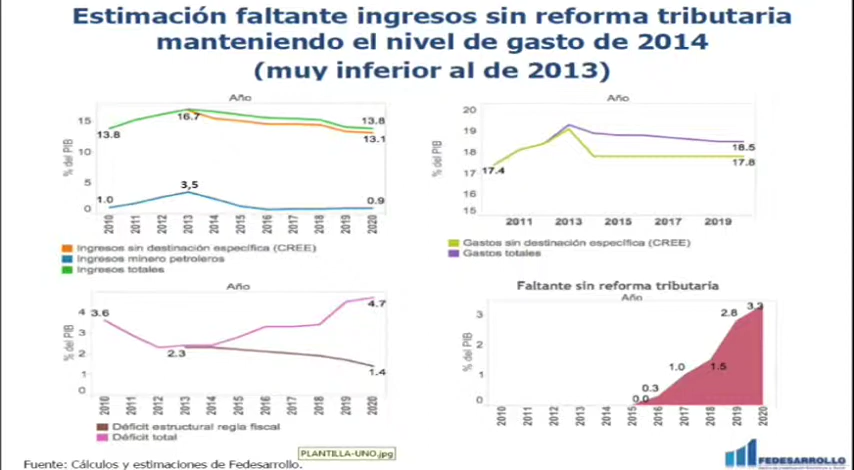 Estimación faltante ingresos sin reforma tributaria
manteniendo el nivel de gasto de 2014
(muy inferior al de 2013)
Año
% del PIB
15
10
5
0
13.8
16.7
13.8
13.1
1.0
3,5
0.9
2010 2011 2012 2013 2014 2015 2016 2017 2018 2019 2020
Ingresos sin destinación específica (CREE)
Ingresos minero petroleros
Ingresos totales
Año
% del PIB
20
19
18
17
16
15
17.4
18.5
17.8
2011 2013 2015 2017 2019
Gastos sin destinación específica (CREE)
Gastos totales
Año
% del PIB
4
3
2
1
0
3.6
2.3
4.7
1.4
2010 2011 2012 2013 2014 2015 2016 2017 2018 2019 2020
Déficit estructural regla fiscal
Déficit total
Faltante sin reforma tributaria
Año
% del PIB
3
2
1
0
0.0
0.3
1.0
1.5
2.8
3.3
2010 2011 2012 2013 2014 2015 2016 2017 2018 2019 2020
PLANTILLA-UNO.jpg
Fuente: Cálculos y estimaciones de Fedesarrollo.
FEDESARROLLO